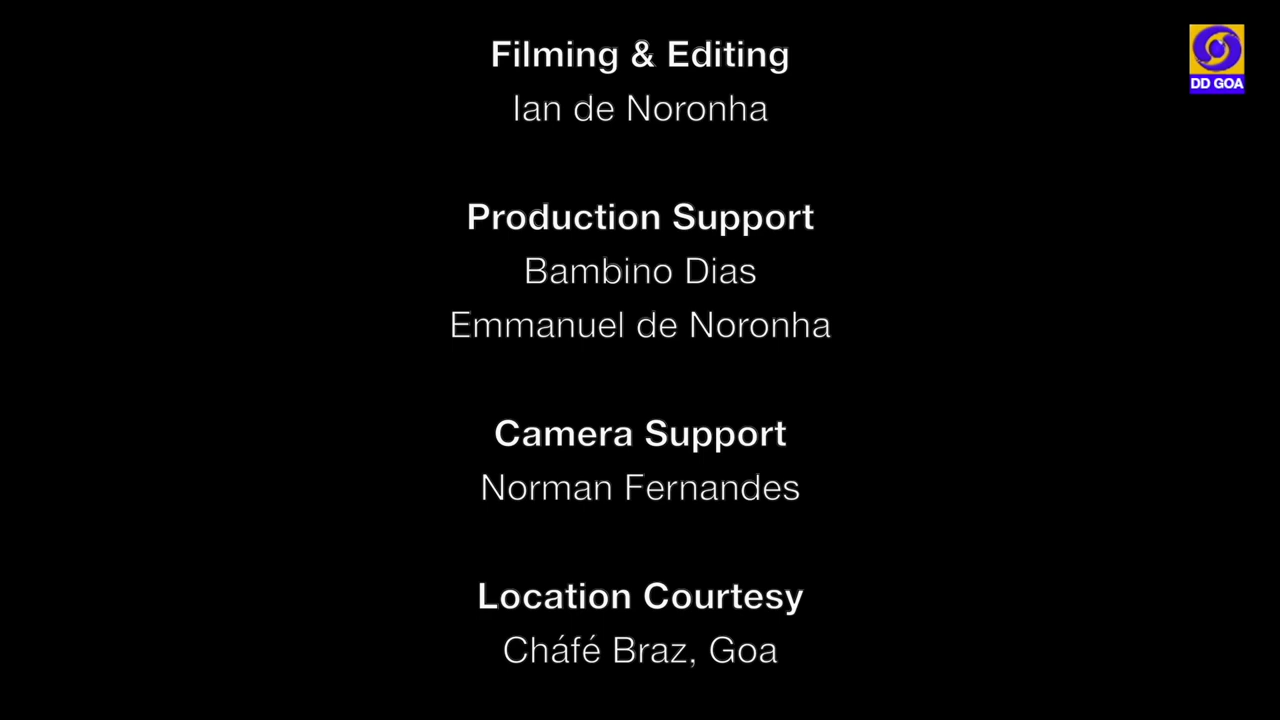 Filming & Editing
Ian de Noronha
Production Support
Bambino Dias
Emmanuel de Noronha
Camera Support
Norman Fernandes
Location Courtesy
Cháfé Braz, Goa
DD GOA